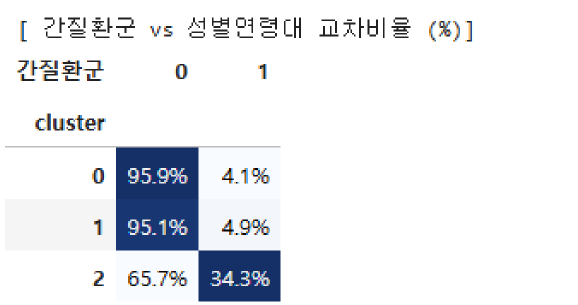 [ 간질환군 vs 성별연령대 교차비율 (%)]
간질환군 0 1
cluster
0 95.9% 4.1%
1 95.1% 4.9%
2 65.7% 34.3%